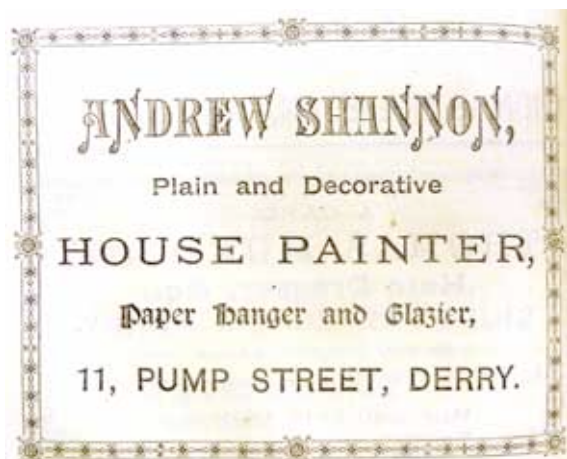 ANDREW SHANNON,
Plain and Decorative
HOUSE PAINTER,
Paper Hanger and Glazier,
11, PUMP STREET, DERRY.